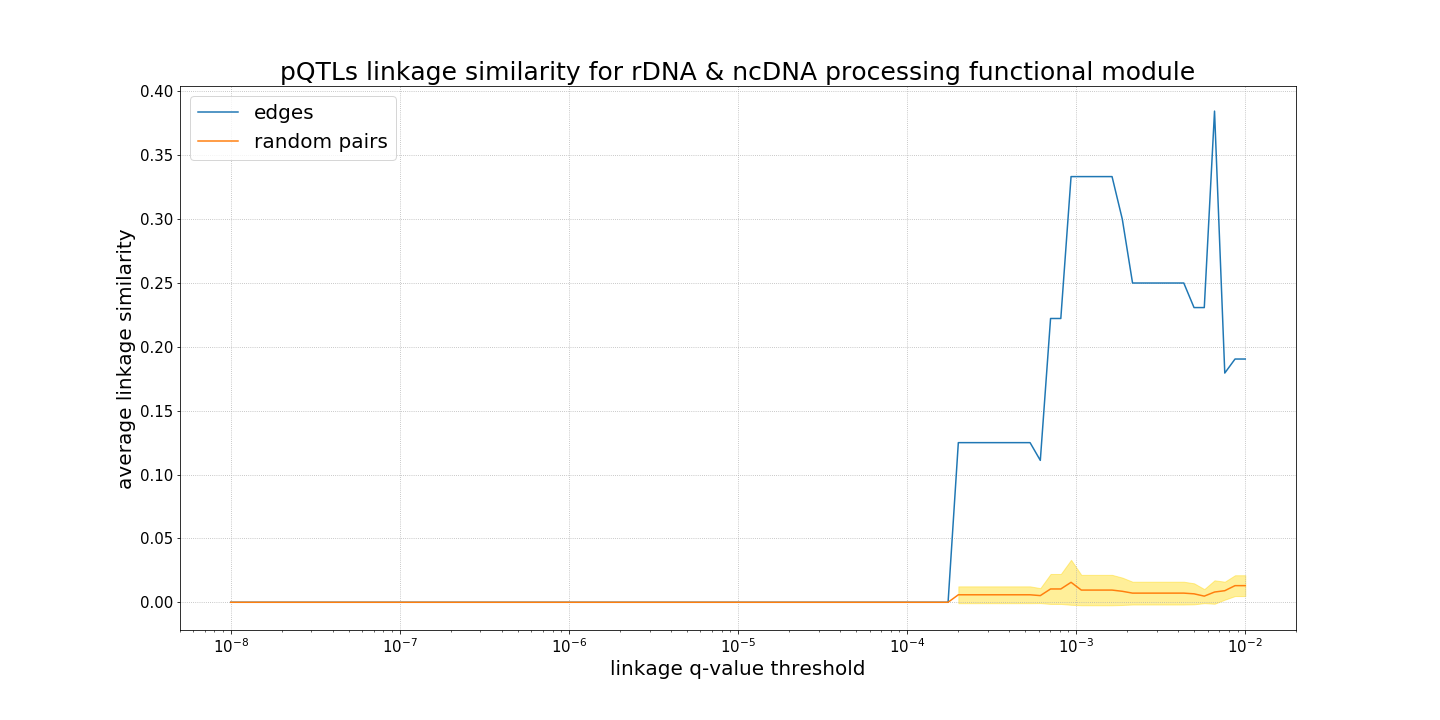 pQTLs linkage similarity for rDNA & ncDNA processing functional module
edges
random pairs
average linkage similarity
0.40
0.35
0.30
0.25
0.20
0.15
0.10
0.05
0.00
10⁻⁸ 10⁻⁷ 10⁻⁶ 10⁻⁵ 10⁻⁴ 10⁻³ 10⁻²
linkage q-value threshold